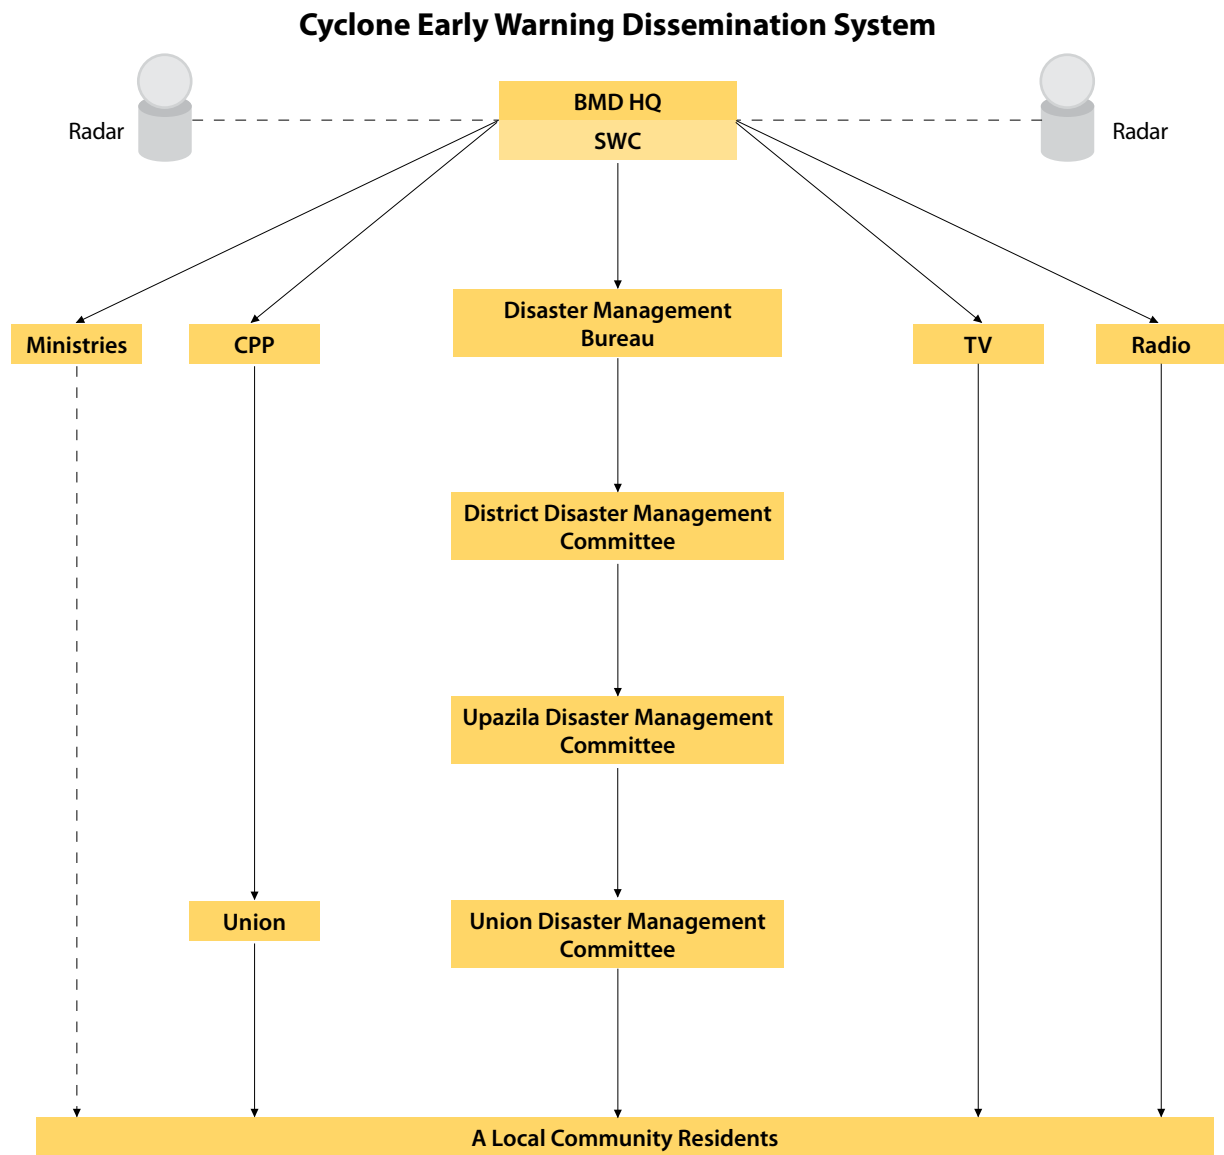 Cyclone Early Warning Dissemination System
Radar
BMD HQ
SWC
Radar
Ministries
CPP
Disaster Management
Bureau
TV
Radio
District Disaster Management
Committee
Upazila Disaster Management
Committee
Union
Union Disaster Management
Committee
A Local Community Residents